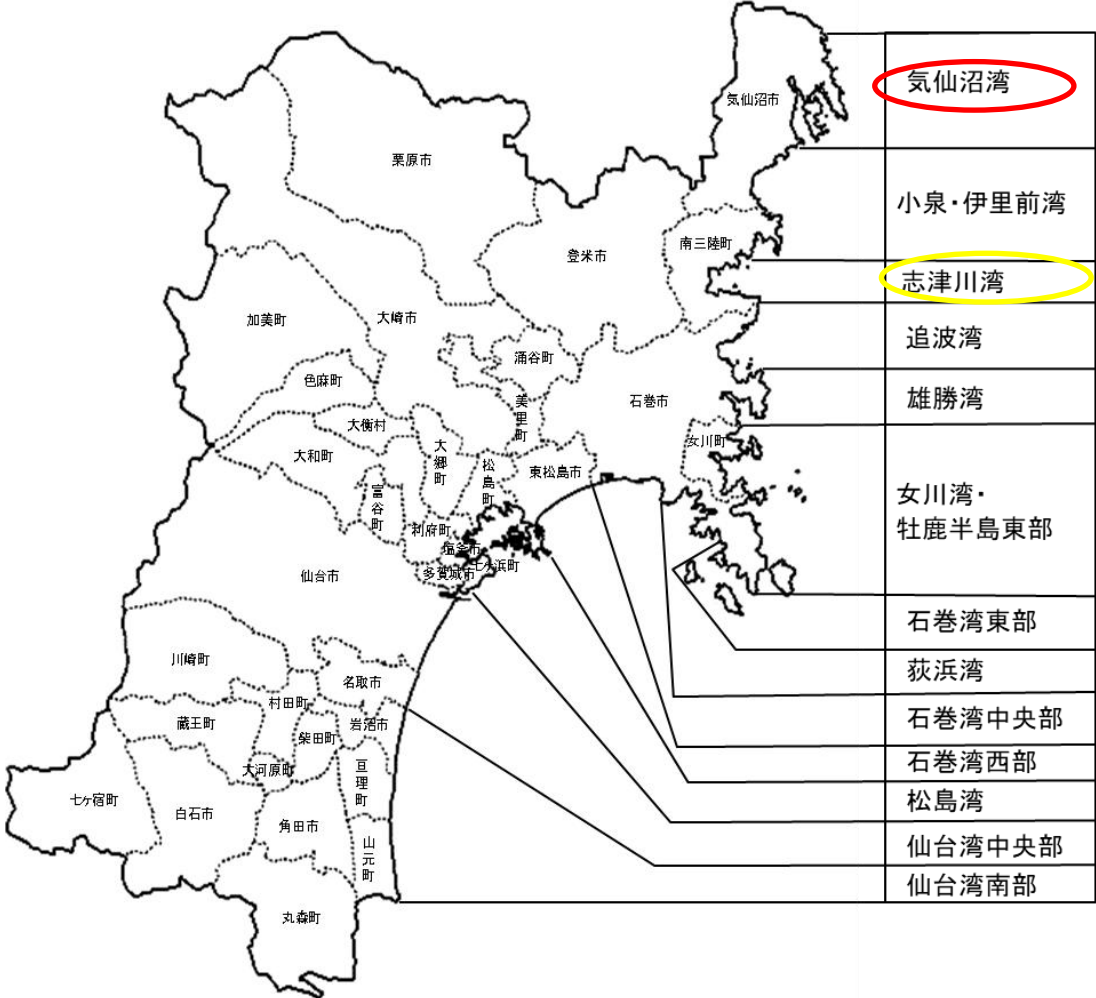 気仙沼湾
小泉・伊里前湾
志津川湾
追波湾
雄勝湾
女川湾・
牡鹿半島東部
石巻湾東部
荻浜湾
石巻湾中央部
石巻湾西部
松島湾
仙台湾中央部
仙台湾南部
気仙沼市
栗原市
南三陸町
登米市
加美町
大崎市
涌谷町
色麻町
美里町
石巻市
大衡村
大郷町
女川町
大和町
松島町
東松島市
富谷町
利府町
塩釜市
七ヶ浜町
多賀城市
仙台市
川崎町
名取市
村田町
蔵王町
柴田町
岩沼市
大河原町
亘理町
七ヶ宿町
白石市
角田市
山元町
丸森町